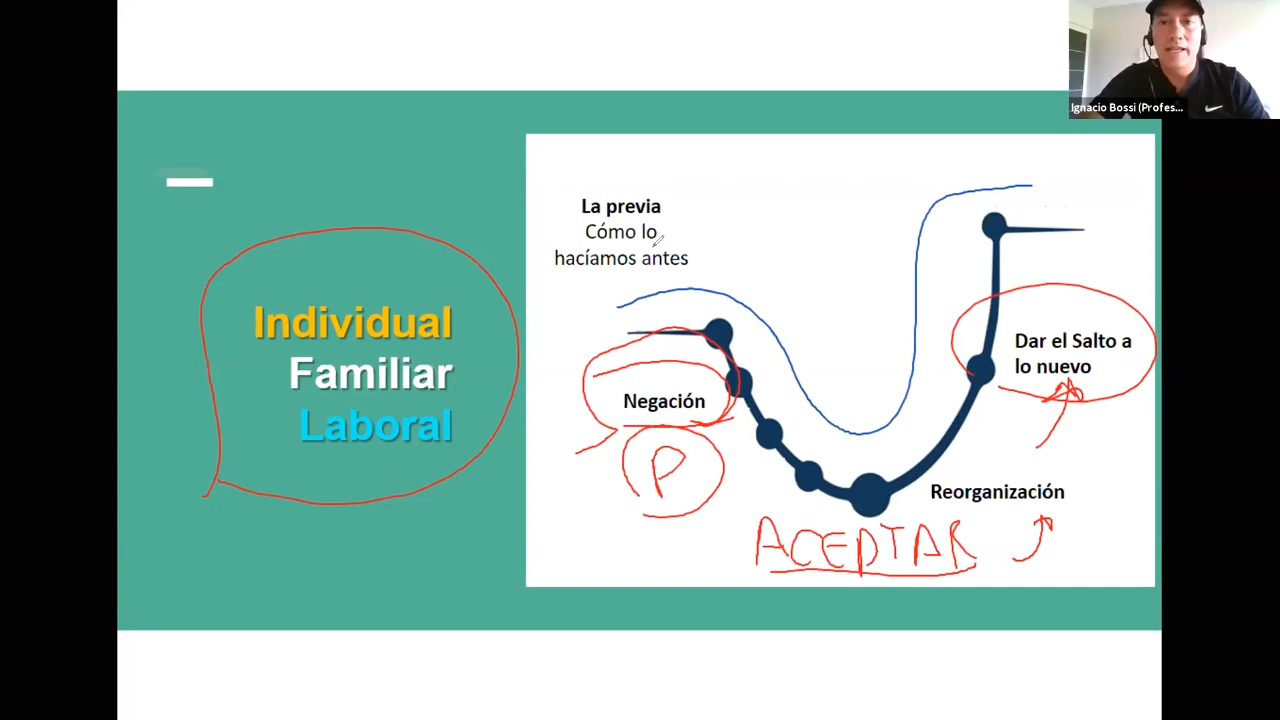 Ignacio Bossi (Profes...
La previa
Cómo lo
hacíamos antes
Individual
Familiar
Laboral
Negación
P
Dar el Salto a
lo nuevo
Reorganización
ACEPTAR